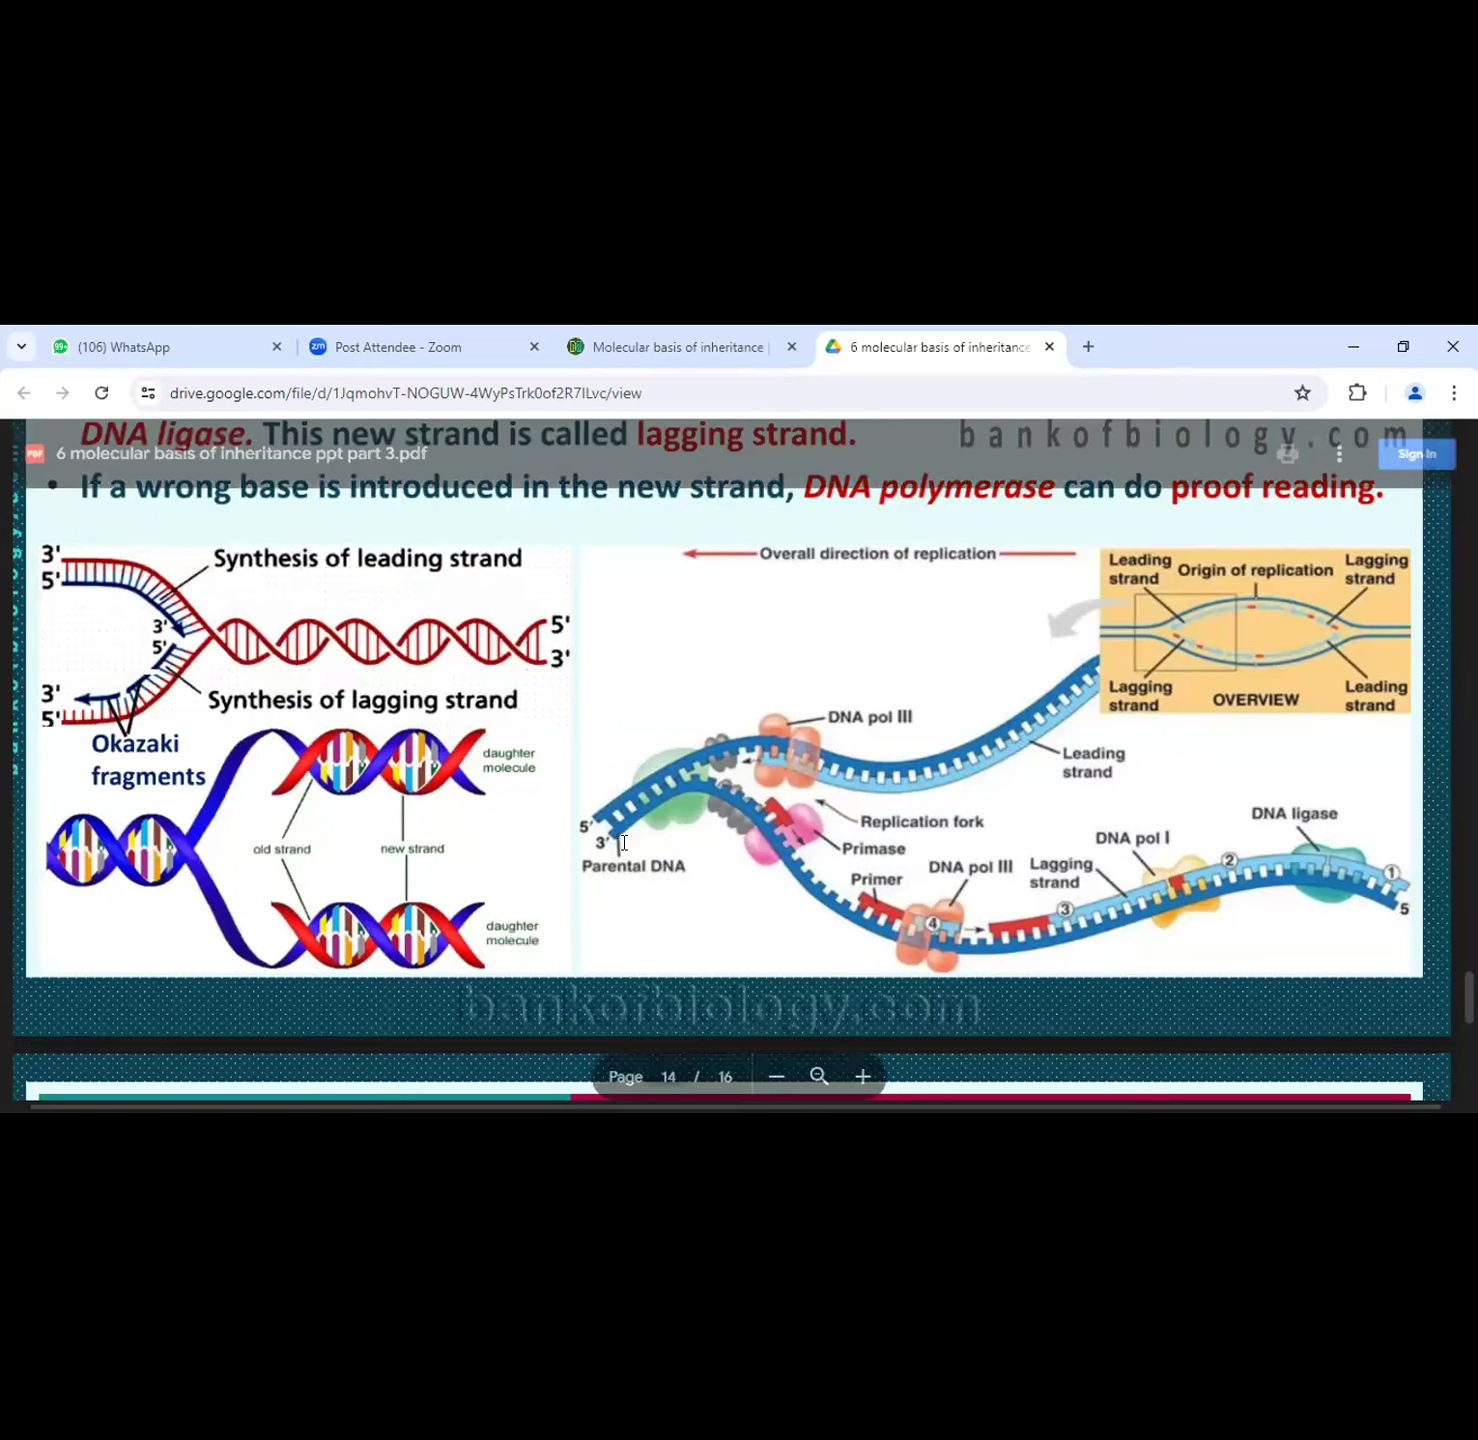 (106) WhatsApp
Post Attendee - Zoom
Molecular basis of inheritance |
6 molecular basis of inheritance
drive.google.com/file/d/1JqmohvT-NOGUW-4WyPsTrk0of2R7lLvc/view
DNA ligase. This new strand is called lagging strand.
bankofbiology.com
PDF 6 molecular basis of inheritance ppt part 3.pdf
Sign in
• If a wrong base is introduced in the new strand, DNA polymerase can do proof reading.
3'
5'
Synthesis of leading strand
3'
5'
5'
3'
3'
5'
Synthesis of lagging strand
Okazaki
fragments
daughter
molecule
old strand
new strand
daughter
molecule
Overall direction of replication
Leading
strand
Origin of replication
Lagging
strand
Lagging
strand
OVERVIEW
Leading
strand
DNA pol III
Leading
strand
Replication fork
Primase
5'
3'
Parental DNA
Primer
DNA pol III
Lagging
strand
DNA pol I
DNA ligase
4
3
2
1
5
bankofbiology.com
Page 14 / 16